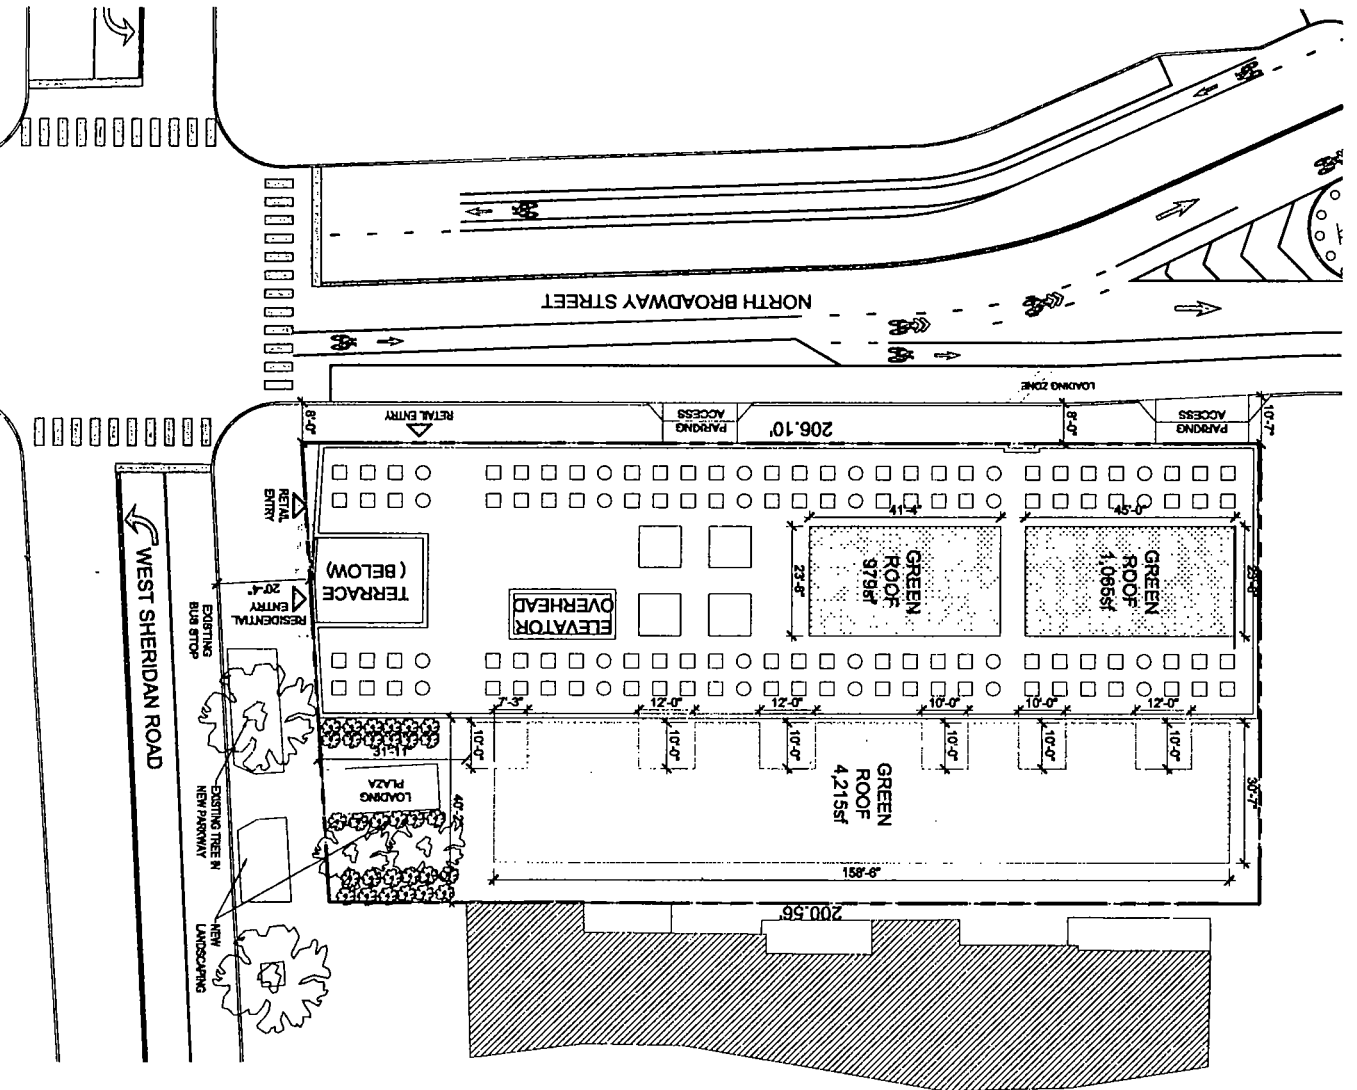 NORTH BROADWAY STREET
LOADING ZONE
8'-0"
RETAIL ENTRY
PARKING
ACCESS
206.10'
8'-0"
PARKING
ACCESS
10'-7"
RETAIL
ENTRY
41'-4"
45'-0"
WEST SHERIDAN ROAD
20'-4"
RESIDENTIAL
ENTRY
EXISTING
BUS STOP
TERRACE
( BELOW)
ELEVATOR
OVERHEAD
23'-8"
GREEN
ROOF
979sf
GREEN
ROOF
1,065sf
23'-8"
7'-3"
12'-0"
12'-0"
10'-0"
10'-0"
12'-0"
10'-0"
10'-0"
10'-0"
10'-0"
10'-0"
10'-0"
31'-11
LOADING
PLAZA
GREEN
ROOF
4,215sf
30'-7"
158'-6"
200.56'
EXISTING TREE IN
NEW PARKWAY
NEW
LANDSCAPING